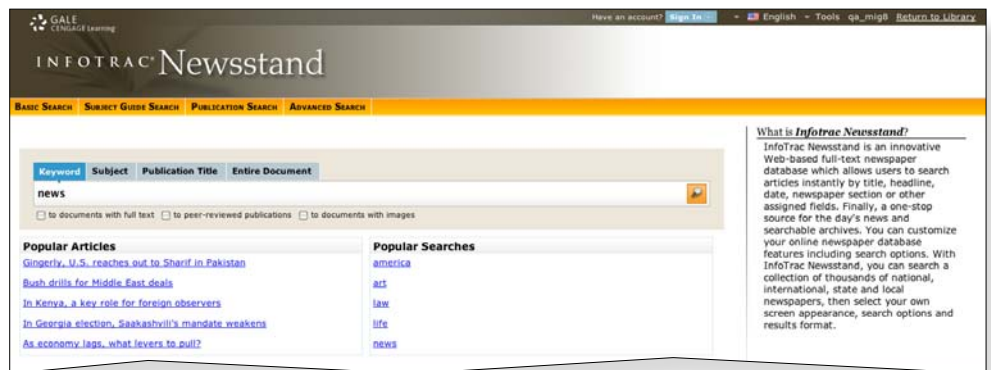 GALE
CENGAGE Learning
Have an account? Sign In English Tools qa_mig8 Return to Library
INFOTRAC® Newsstand
BASIC SEARCH SUBJECT GUIDE SEARCH PUBLICATION SEARCH ADVANCED SEARCH
Keyword Subject Publication Title Entire Document
news
to documents with full text to peer-reviewed publications to documents with images
Popular Articles
Gingerly, U.S. reaches out to Sharif in Pakistan
Bush drills for Middle East deals
In Kenya, a key role for foreign observers
In Georgia election, Saakashvili's mandate weakens
As economy lags, what levers to pull?
Popular Searches
america
art
law
life
news
What is Infotrac Newsstand?
InfoTrac Newsstand is an innovative
Web-based full-text newspaper
database which allows users to search
articles instantly by title, headline,
date, newspaper section or other
assigned fields. Finally, a one-stop
source for the day's news and
searchable archives. You can customize
your online newspaper database
features including search options. With
InfoTrac Newsstand, you can search a
collection of thousands of national,
international, state and local
newspapers, then select your own
screen appearance, search options and
results format.